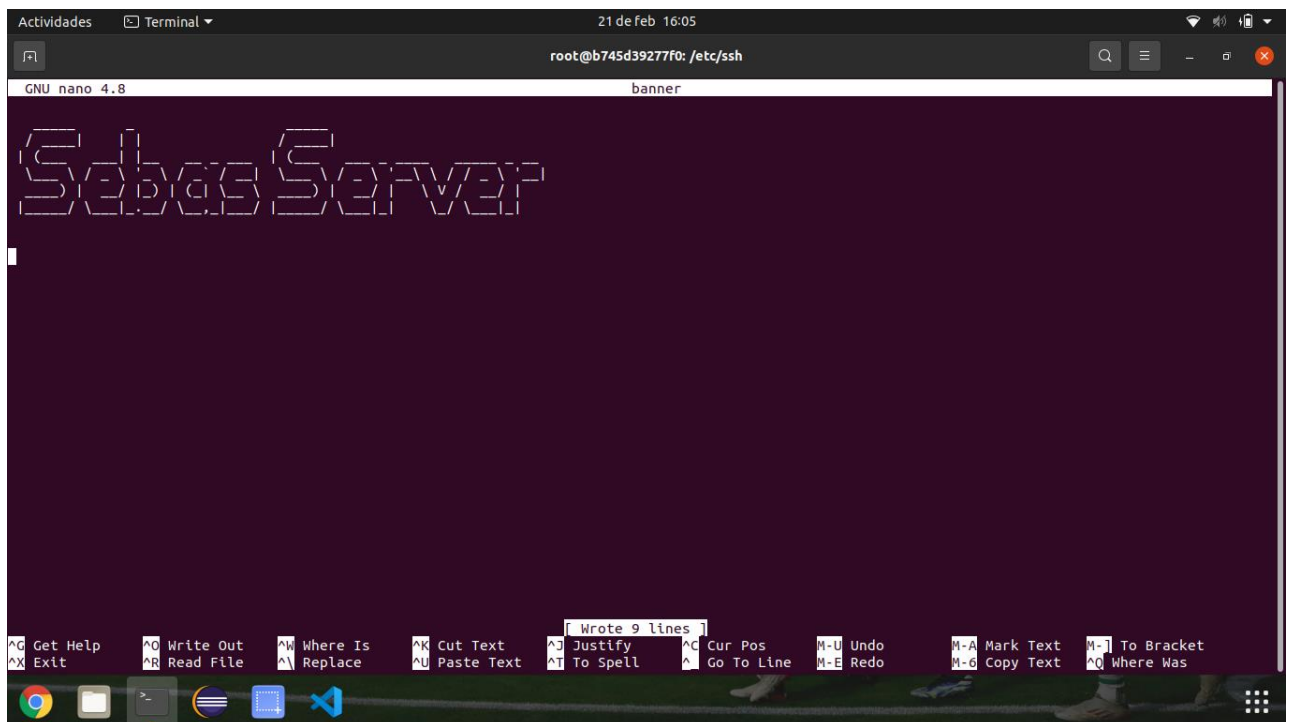 Actividades Terminal 21 de feb 16:05
root@b745d39277f0: /etc/ssh
GNU nano 4.8 banner
Sebas Server
[ Wrote 9 lines ]
^G Get Help ^O Write Out ^W Where Is ^K Cut Text ^J Justify ^C Cur Pos M-U Undo M-A Mark Text M-] To Bracket
^X Exit ^R Read File ^\ Replace ^U Paste Text ^T To Spell ^_ Go To Line M-E Redo M-6 Copy Text ^Q Where Was